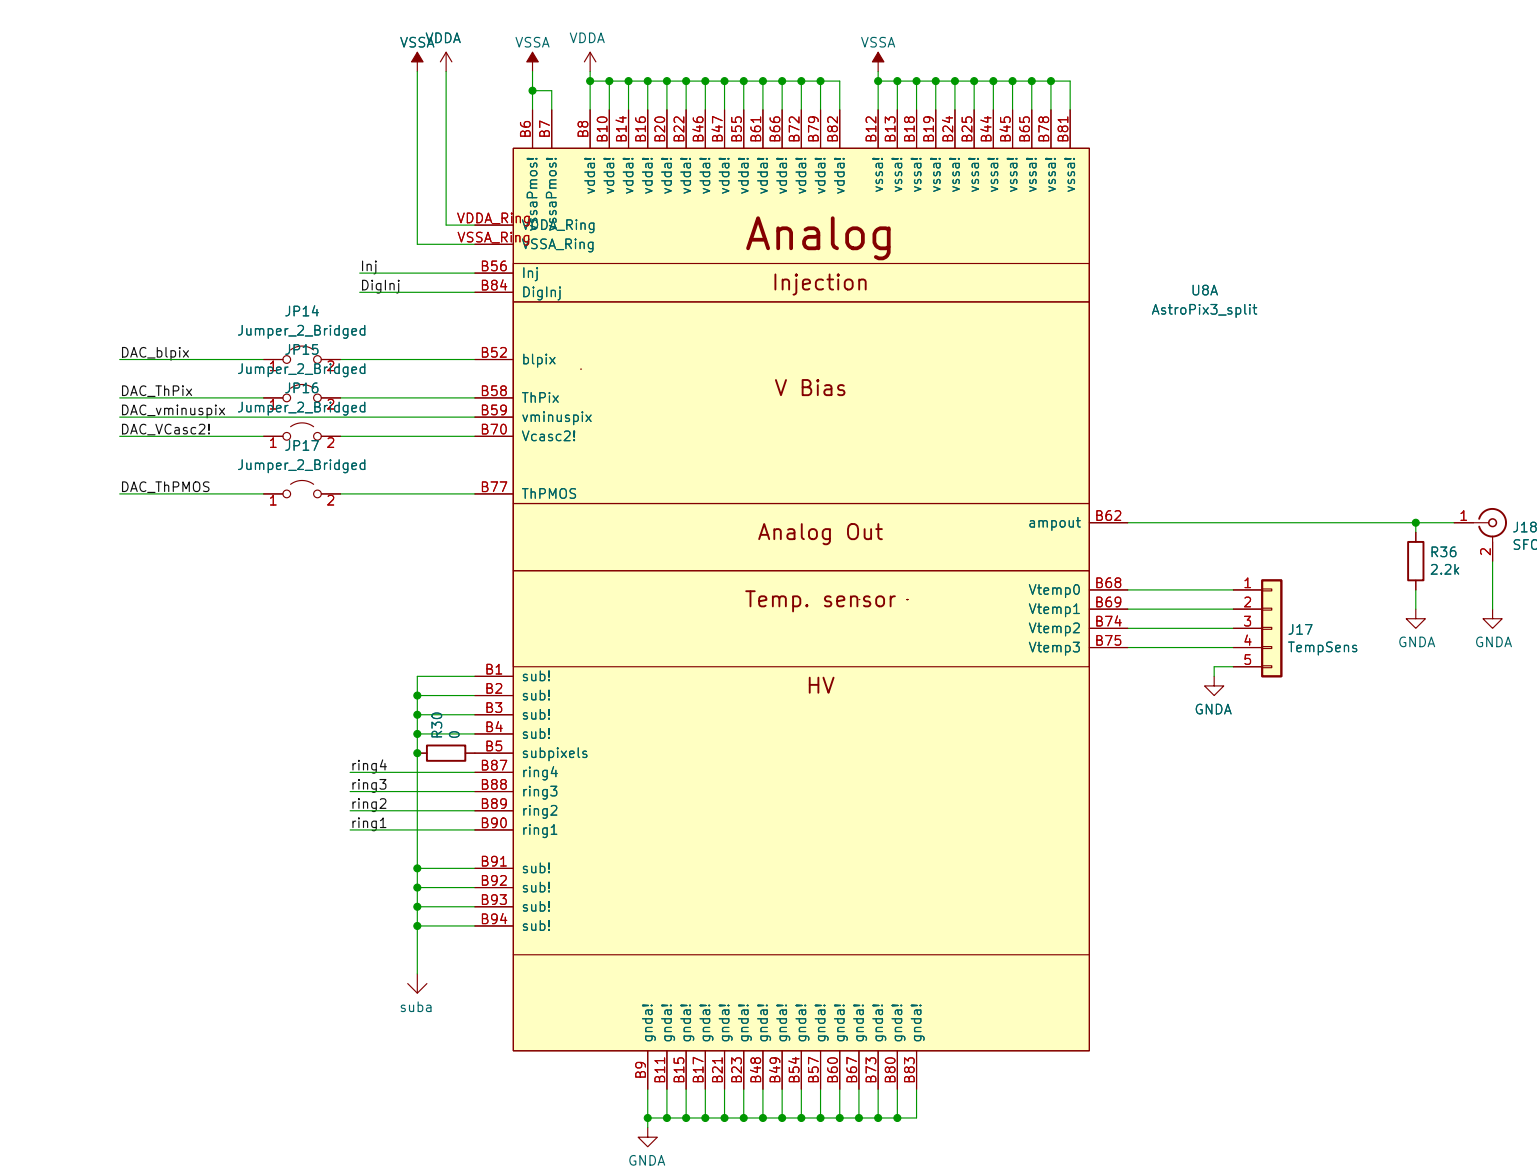 VSSA VDDA VSSA VDDA VSSA
B6 B7 B8 B10 B14 B16 B20 B22 B46 B47 B55 B61 B66 B72 B79 B82 B12 B13 B18 B19 B24 B25 B44 B45 B65 B78 B81
vssaPmos! vssaPmos! vdda! vdda! vdda! vdda! vdda! vdda! vdda! vdda! vdda! vdda! vdda! vdda! vdda! vdda! vssa! vssa! vssa! vssa! vssa! vssa! vssa! vssa! vssa! vssa! vssa!
VDDA_Ring VDDA_Ring
VSSA_Ring VSSA_Ring
Analog
Inj B56 Inj
Injection
DigInj B84 DigInj
U8A
AstroPix3_split
JP14
Jumper_2_Bridged
DAC_blpix 1 2 B52 blpix
JP15
Jumper_2_Bridged
V Bias
DAC_ThPix 1 2 B58 ThPix
JP16
Jumper_2_Bridged
DAC_vminuspix B59 vminuspix
DAC_VCasc2! 1 2 B70 Vcasc2!
JP17
Jumper_2_Bridged
DAC_ThPMOS 1 2 B77 ThPMOS
Analog Out
ampout B62 1
J18
SFC
2
R36
2.2k
GNDA GNDA
Temp. sensor
Vtemp0 B68 1
Vtemp1 B69 2
Vtemp2 B74 3
Vtemp3 B75 4
5
J17
TempSens
GNDA
HV
B1 sub!
B2 sub!
B3 sub!
B4 sub!
R30
0
B5 subpixels
ring4 B87 ring4
ring3 B88 ring3
ring2 B89 ring2
ring1 B90 ring1
B91 sub!
B92 sub!
B93 sub!
B94 sub!
suba
gnda! gnda! gnda! gnda! gnda! gnda! gnda! gnda! gnda! gnda! gnda! gnda! gnda! gnda! gnda!
B9 B11 B15 B17 B21 B23 B48 B49 B54 B57 B60 B67 B73 B80 B83
GNDA